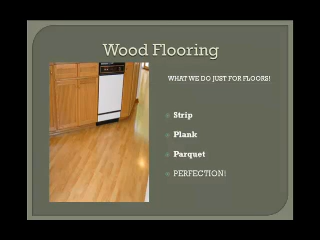 Wood Flooring
WHAT WE DO JUST FOR FLOORS!
Strip
Plank
Parquet
PERFECTION!